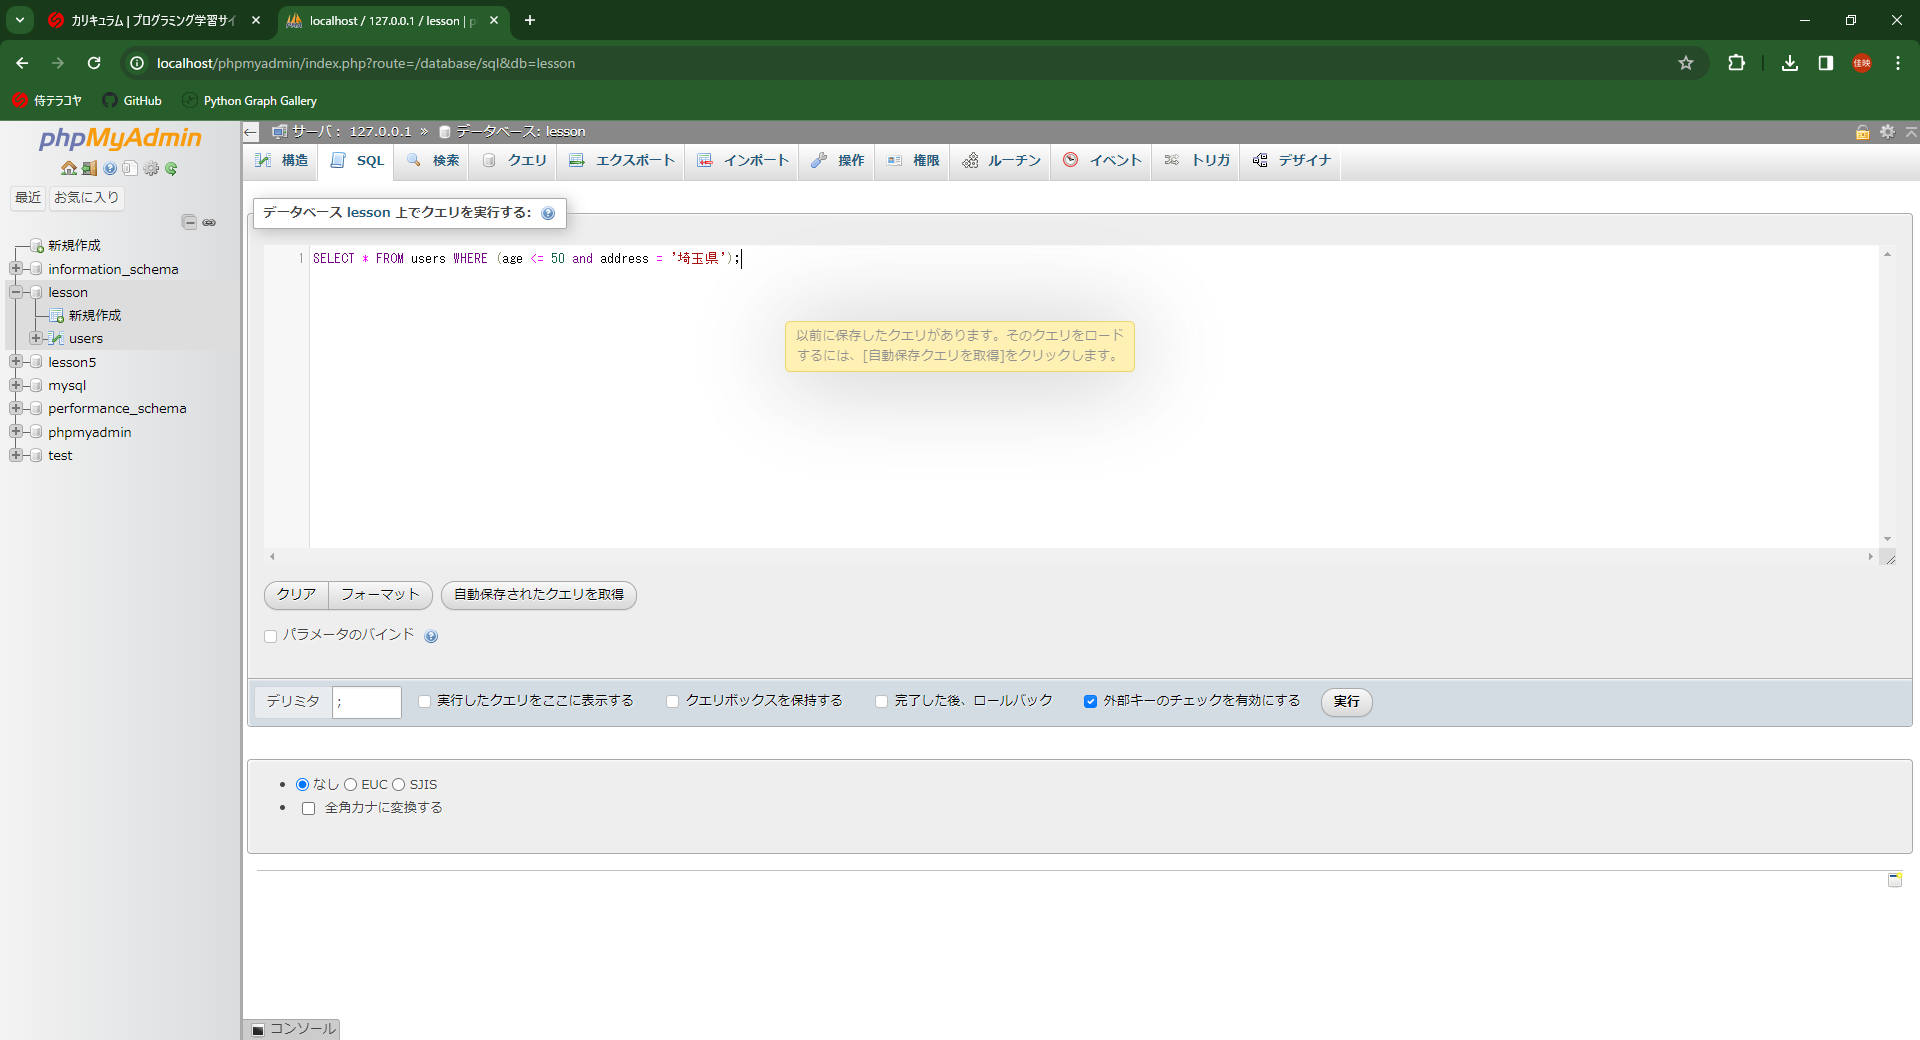 カリキュラム | プログラミング学習サイ
localhost / 127.0.0.1 / lesson | p
localhost/phpmyadmin/index.php?route=/database/sql&db=lesson
佳映
侍テラコヤ GitHub Python Graph Gallery
phpMyAdmin
最近 お気に入り
新規作成
information_schema
lesson
新規作成
users
lesson5
mysql
performance_schema
phpmyadmin
test
サーバ : 127.0.0.1 » データベース: lesson
構造 SQL 検索 クエリ エクスポート インポート 操作 権限 ルーチン イベント トリガ デザイナ
データベース lesson 上でクエリを実行する:
1 SELECT * FROM users WHERE (age <= 50 and address = '埼玉県');
以前に保存したクエリがあります。そのクエリをロード
するには、[自動保存クエリを取得]をクリックします。
クリア フォーマット 自動保存されたクエリを取得
パラメータのバインド
デリミタ ; 実行したクエリをここに表示する クエリボックスを保持する 完了した後、ロールバック 外部キーのチェックを有効にする 実行
なし EUC SJIS
全角カナに変換する
コンソール